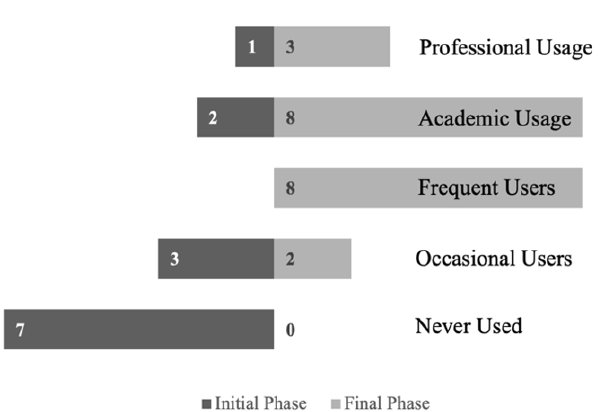 1 3 Professional Usage
2 8 Academic Usage
8 Frequent Users
3 2 Occasional Users
7 0 Never Used
Initial Phase Final Phase